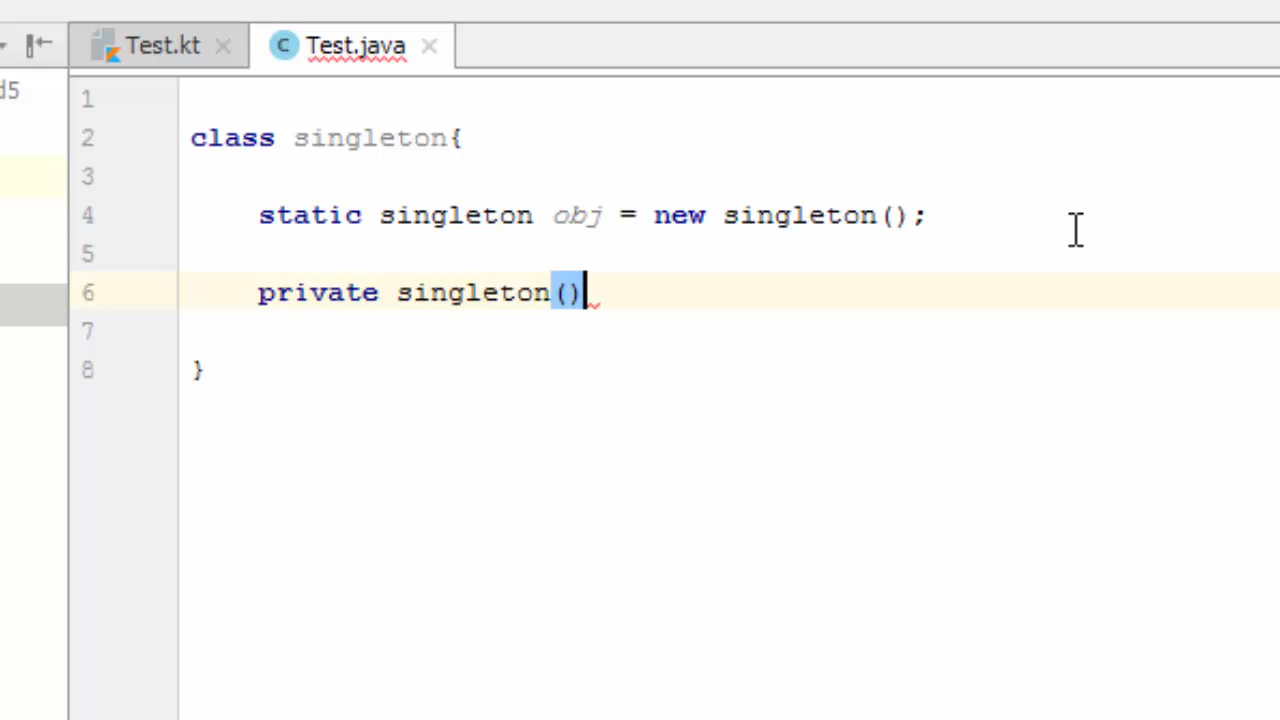 Test.kt
C Test.java
d5
1
2 class singleton{
3
4 static singleton obj = new singleton();
5
6 private singleton()
7
8 }